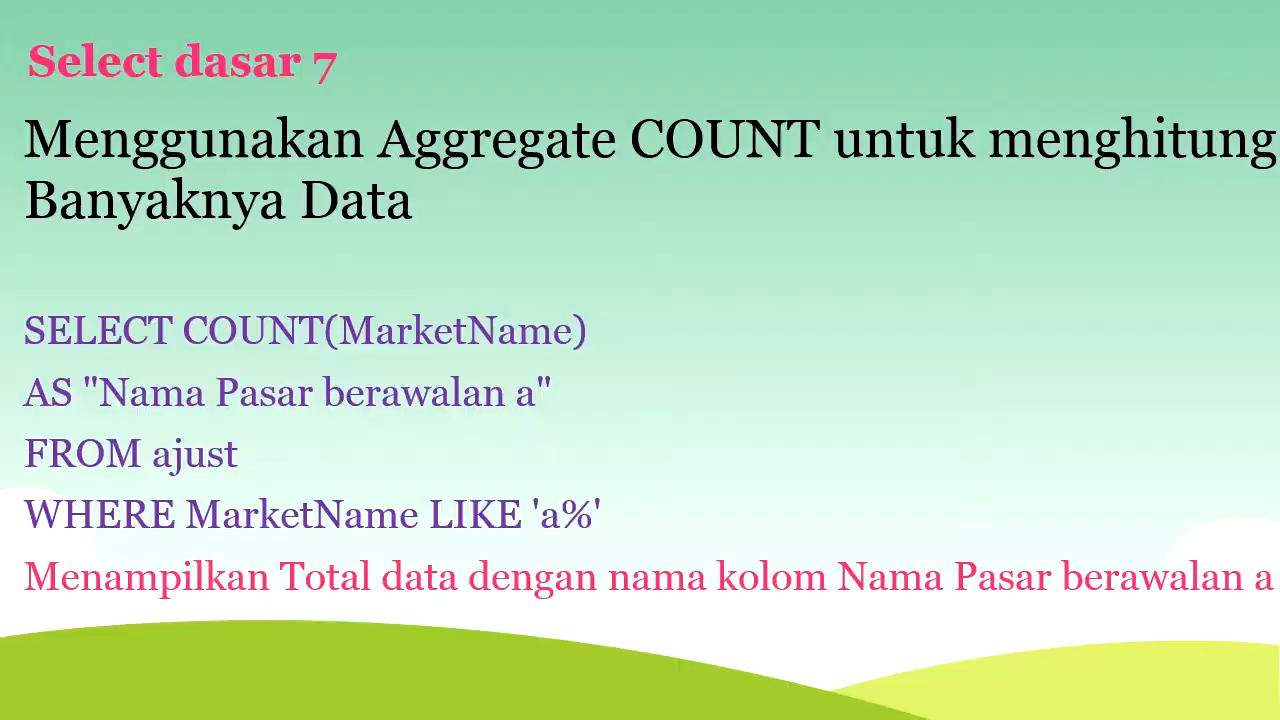 Select dasar 7
Menggunakan Aggregate COUNT untuk menghitung
Banyaknya Data
SELECT COUNT(MarketName)
AS "Nama Pasar berawalan a"
FROM ajust
WHERE MarketName LIKE 'a%'
Menampilkan Total data dengan nama kolom Nama Pasar berawalan a